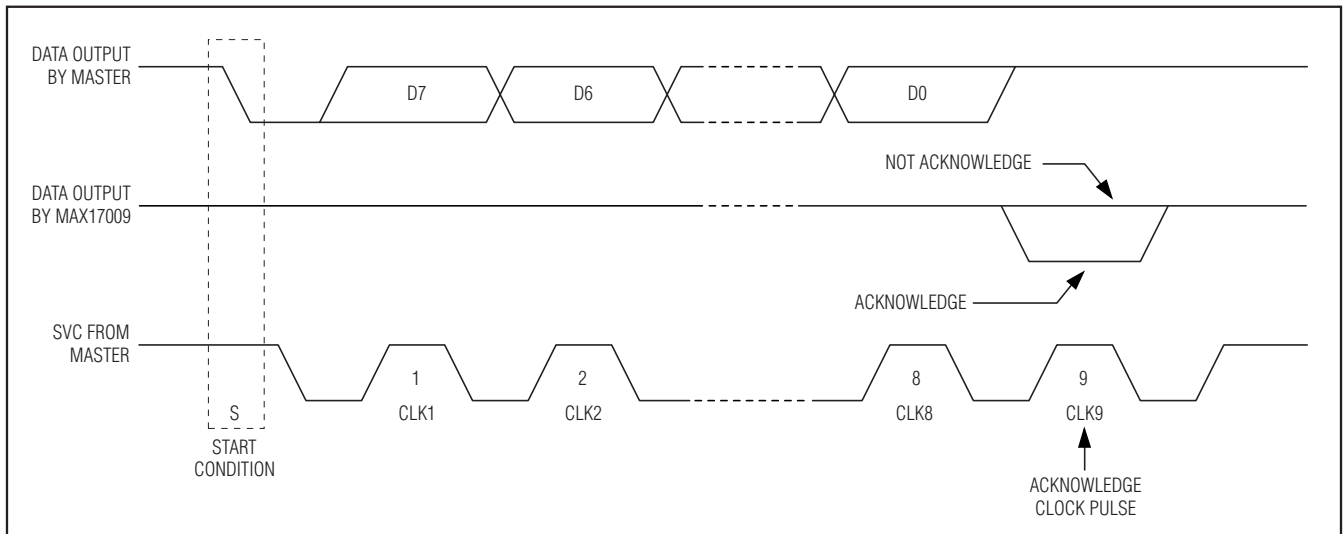 DATA OUTPUT
BY MASTER
D7
D6
D0
NOT ACKNOWLEDGE
DATA OUTPUT
BY MAX17009
ACKNOWLEDGE
SVC FROM
MASTER
1
2
8
9
S
CLK1
CLK2
CLK8
CLK9
START
CONDITION
ACKNOWLEDGE
CLOCK PULSE